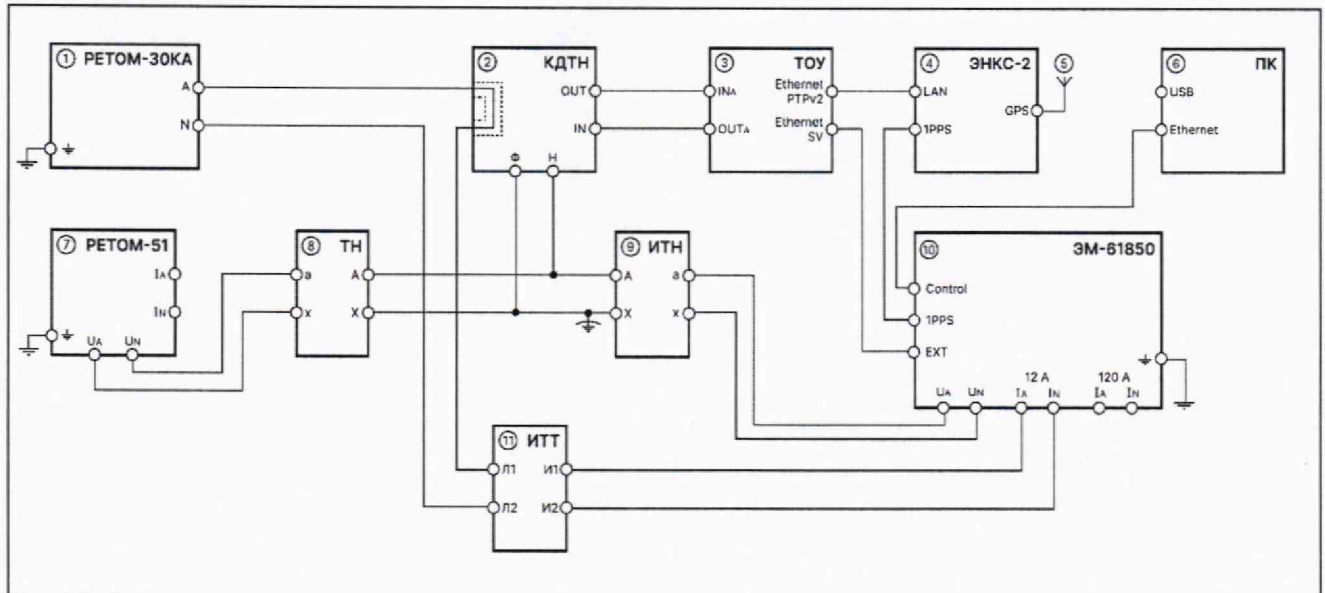 ① РЕТОМ-30КА
A
N
② КДТН
OUT
IN
Ф Н
③ ТОУ
INA
OUTA
Ethernet
PTPv2
Ethernet
SV
④ ЭНКС-2
LAN
1PPS
GPS
⑤
⑥ ПК
USB
Ethernet
⑦ РЕТОМ-51
IA
IN
UA UN
⑧ ТН
a
x
A
X
⑨ ИТН
A
X
a
x
⑩ ЭМ-61850
Control
1PPS
EXT
12 A 120 A
UA UN IA IN IA IN
⑪ ИТТ
Л1
Л2
И1
И2